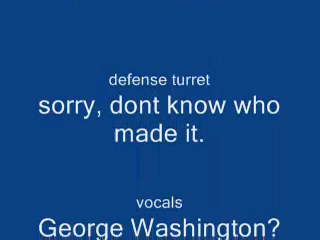 defense turret
sorry, dont know who
made it.
vocals
George Washington?